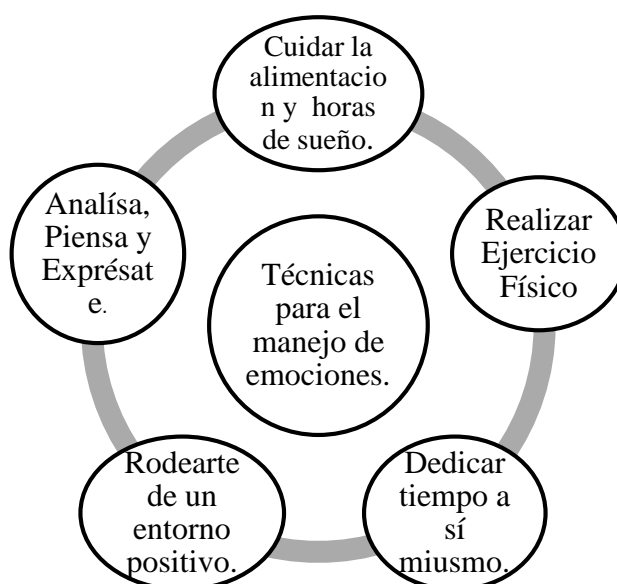 Cuidar la
alimentacio
n y horas
de sueño.
Realizar
Ejercicio
Físico
Dedicar
tiempo a
sí
miusmo.
Rodearte
de un
entorno
positivo.
Analísa,
Piensa y
Exprésat
e.
Técnicas
para el
manejo de
emociones.